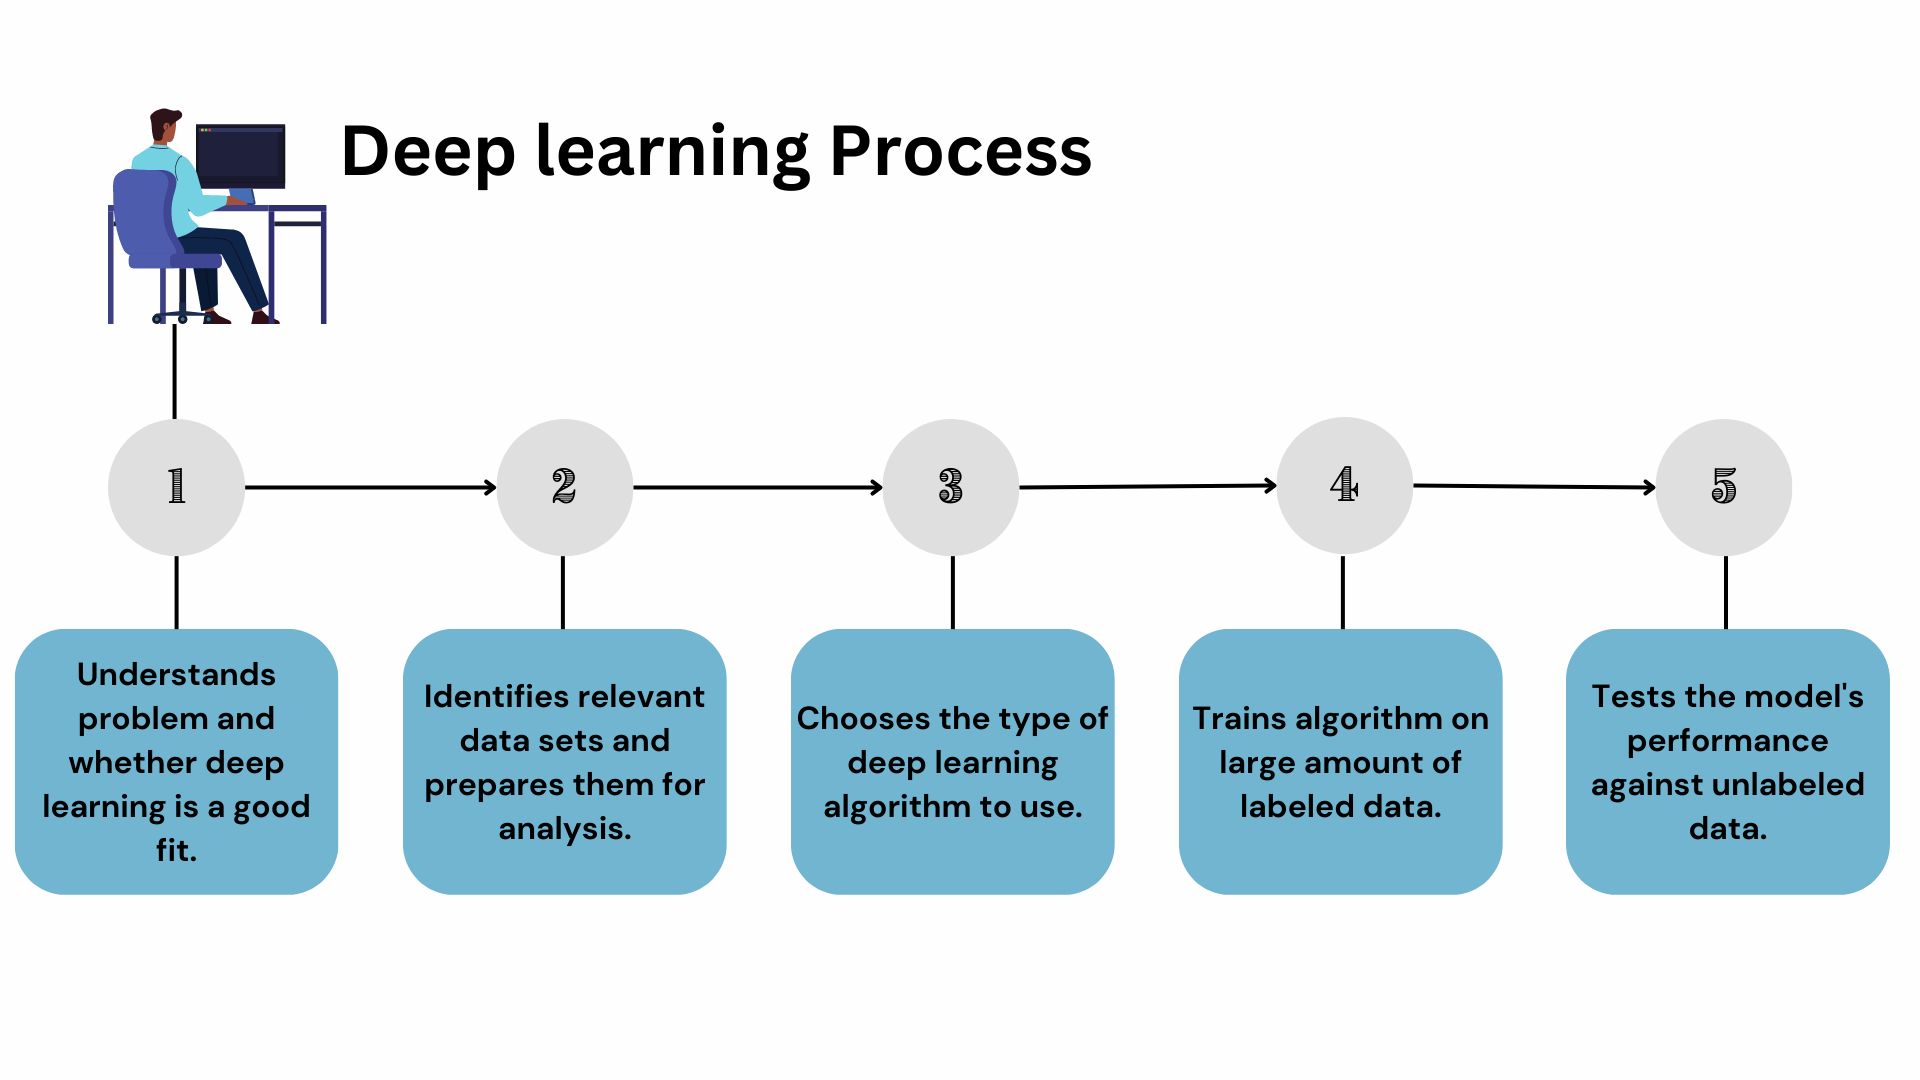 Deep learning Process
1
2
3
4
5
Understands
problem and
whether deep
learning is a good
fit.
Identifies relevant
data sets and
prepares them for
analysis.
Chooses the type of
deep learning
algorithm to use.
Trains algorithm on
large amount of
labeled data.
Tests the model's
performance
against unlabeled
data.